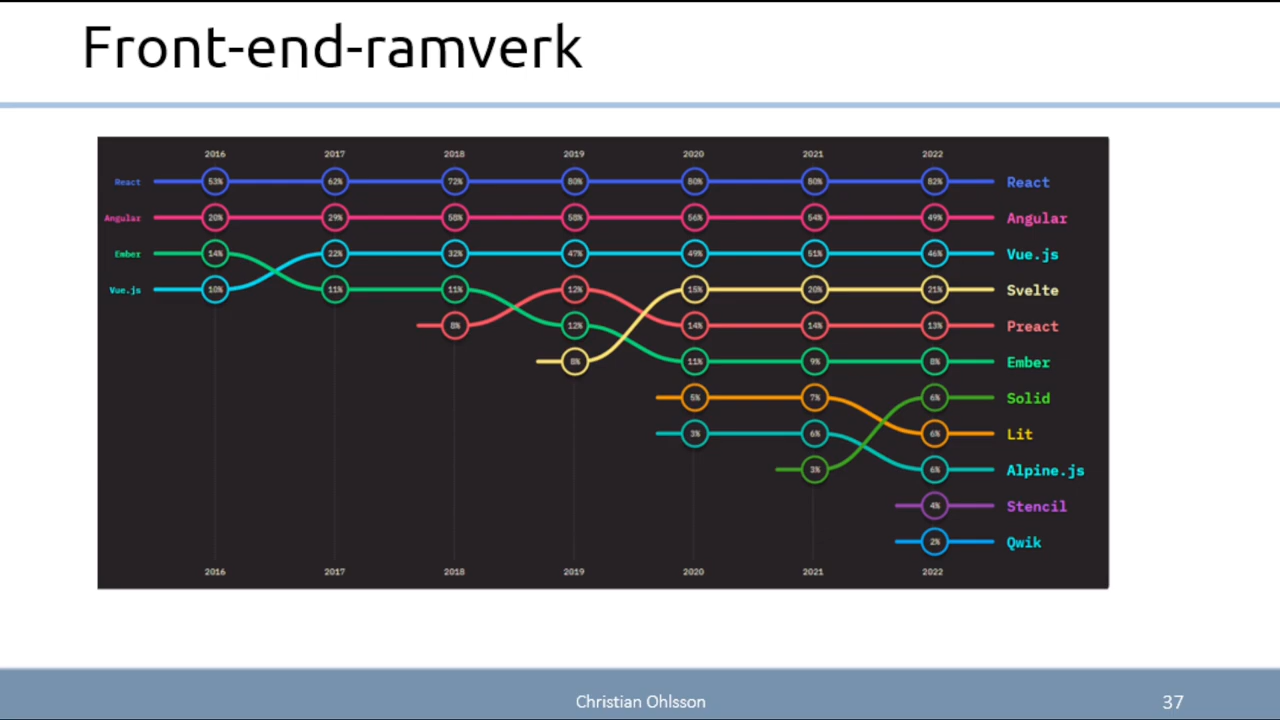 Front-end-ramverk
2016 2017 2018 2019 2020 2021 2022
React 53% 62% 72% 80% 80% 80% 82% React
Angular 20% 29% 58% 58% 56% 54% 49% Angular
Ember 14% 22% 32% 47% 49% 51% 46% Vue.js
Vue.js 10% 11% 11% 12% 15% 20% 21% Svelte
8% 12% 14% 14% 13% Preact
8% 11% 9% 8% Ember
5% 7% 6% Solid
3% 6% 6% Lit
3% 6% Alpine.js
4% Stencil
2% Qwik
2016 2017 2018 2019 2020 2021 2022
Christian Ohlsson 37